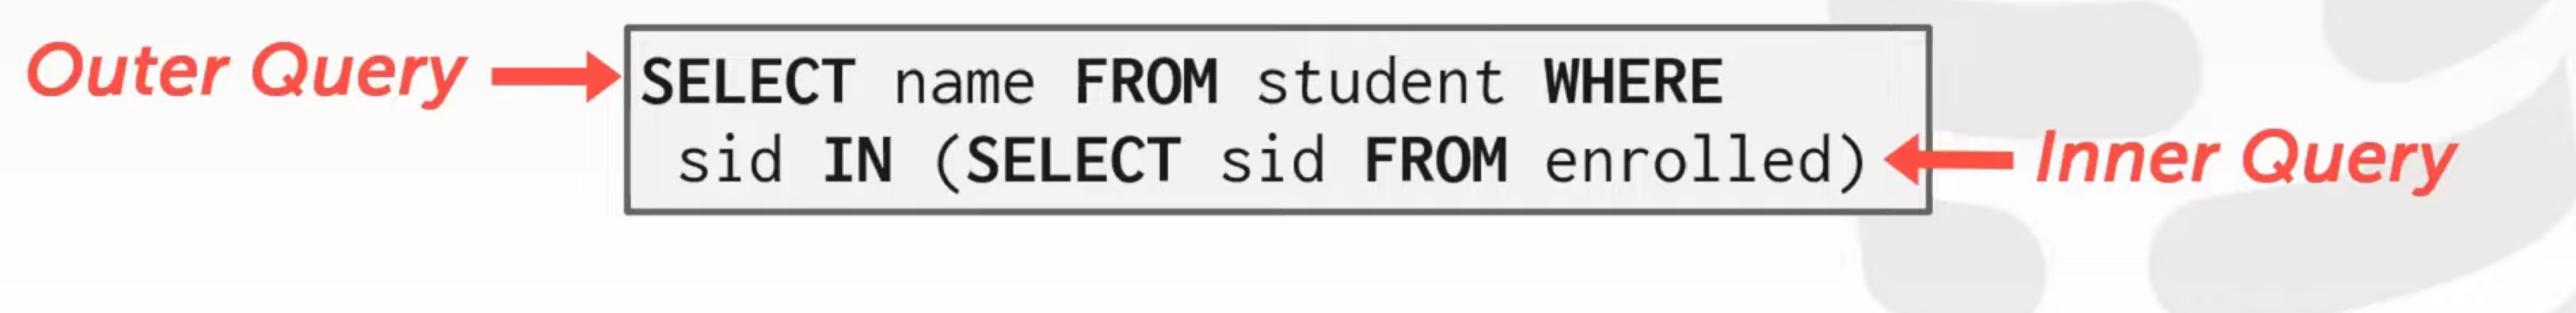 Outer Query
SELECT name FROM student WHERE
sid IN (SELECT sid FROM enrolled)
Inner Query